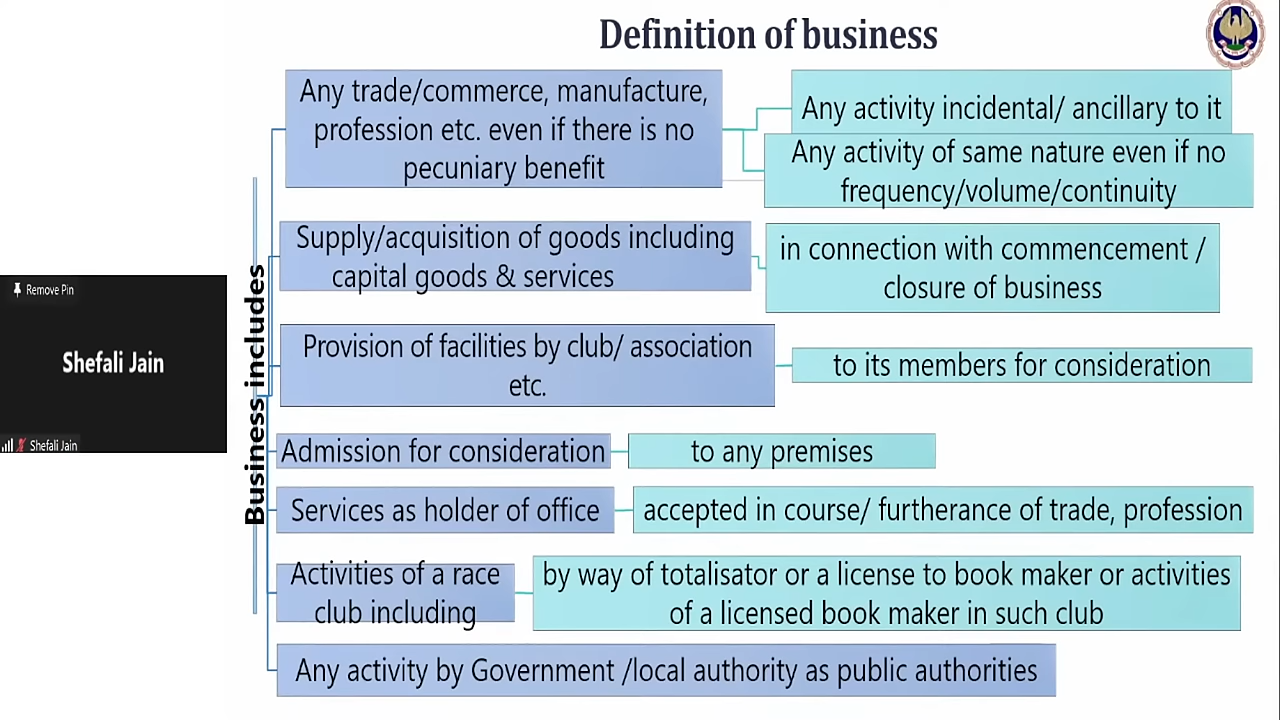 Definition of business
Any trade/commerce, manufacture,
profession etc. even if there is no
pecuniary benefit
Any activity incidental/ ancillary to it
Any activity of same nature even if no
frequency/volume/continuity
Supply/acquisition of goods including
capital goods & services
in connection with commencement /
closure of business
Provision of facilities by club/ association
etc.
to its members for consideration
Admission for consideration
to any premises
Services as holder of office
accepted in course/ furtherance of trade, profession
Activities of a race
club including
by way of totalisator or a license to book maker or activities
of a licensed book maker in such club
Any activity by Government /local authority as public authorities
Business includes
Remove Pin
Shefali Jain
Shefali Jain